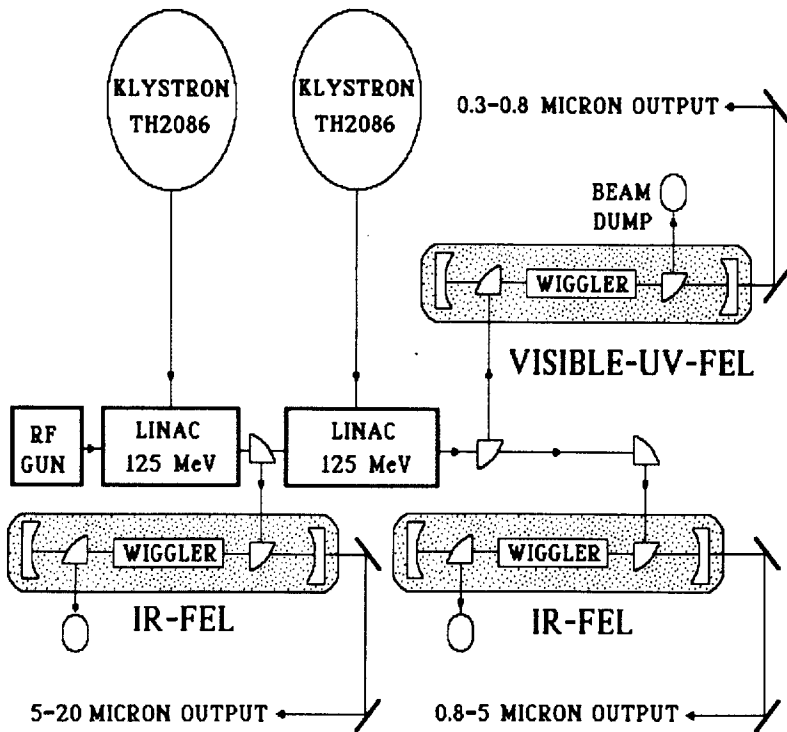 KLYSTRON
TH2086
KLYSTRON
TH2086
0.3-0.8 MICRON OUTPUT
BEAM
DUMP
WIGGLER
VISIBLE-UV-FEL
RF
GUN
LINAC
125 MeV
LINAC
125 MeV
WIGGLER
IR-FEL
WIGGLER
IR-FEL
5-20 MICRON OUTPUT
0.8-5 MICRON OUTPUT